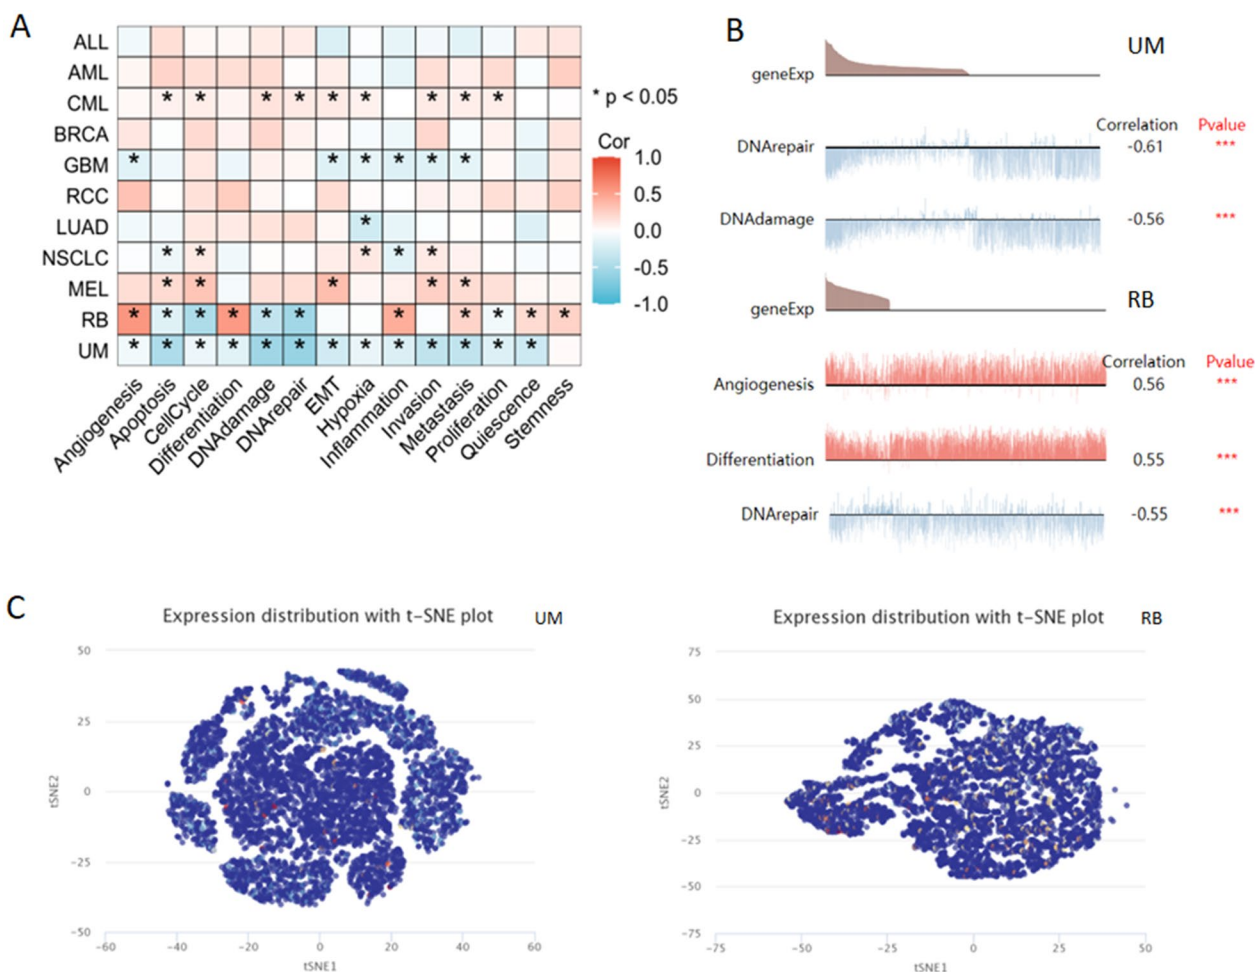 A
ALL
AML
CML
BRCA
GBM
RCC
LUAD
NSCLC
MEL
RB
UM
* * * * * * * * *
* * * * * *
*
* * * * *
* * * * *
* * * * * * * * * * *
* * * * * * * * * * * * *
Angiogenesis
Apoptosis
CellCycle
Differentiation
DNAdamage
DNArepair
EMT
Hypoxia
Inflammation
Invasion
Metastasis
Proliferation
Quiescence
Stemness
* p < 0.05
Cor
1.0
0.5
0.0
-0.5
-1.0
B
UM
geneExp
Correlation Pvalue
DNArepair -0.61 ***
DNAdamage -0.56 ***
RB
geneExp
Correlation Pvalue
Angiogenesis 0.56 ***
Differentiation 0.55 ***
DNArepair -0.55 ***
C
Expression distribution with t-SNE plot UM
50
25
0
-25
-50
tSNE2
-60 -40 -20 0 20 40 60
tSNE1
Expression distribution with t-SNE plot RB
75
50
25
0
-25
-50
-75
tSNE2
-75 -50 -25 0 25 50
tSNE1